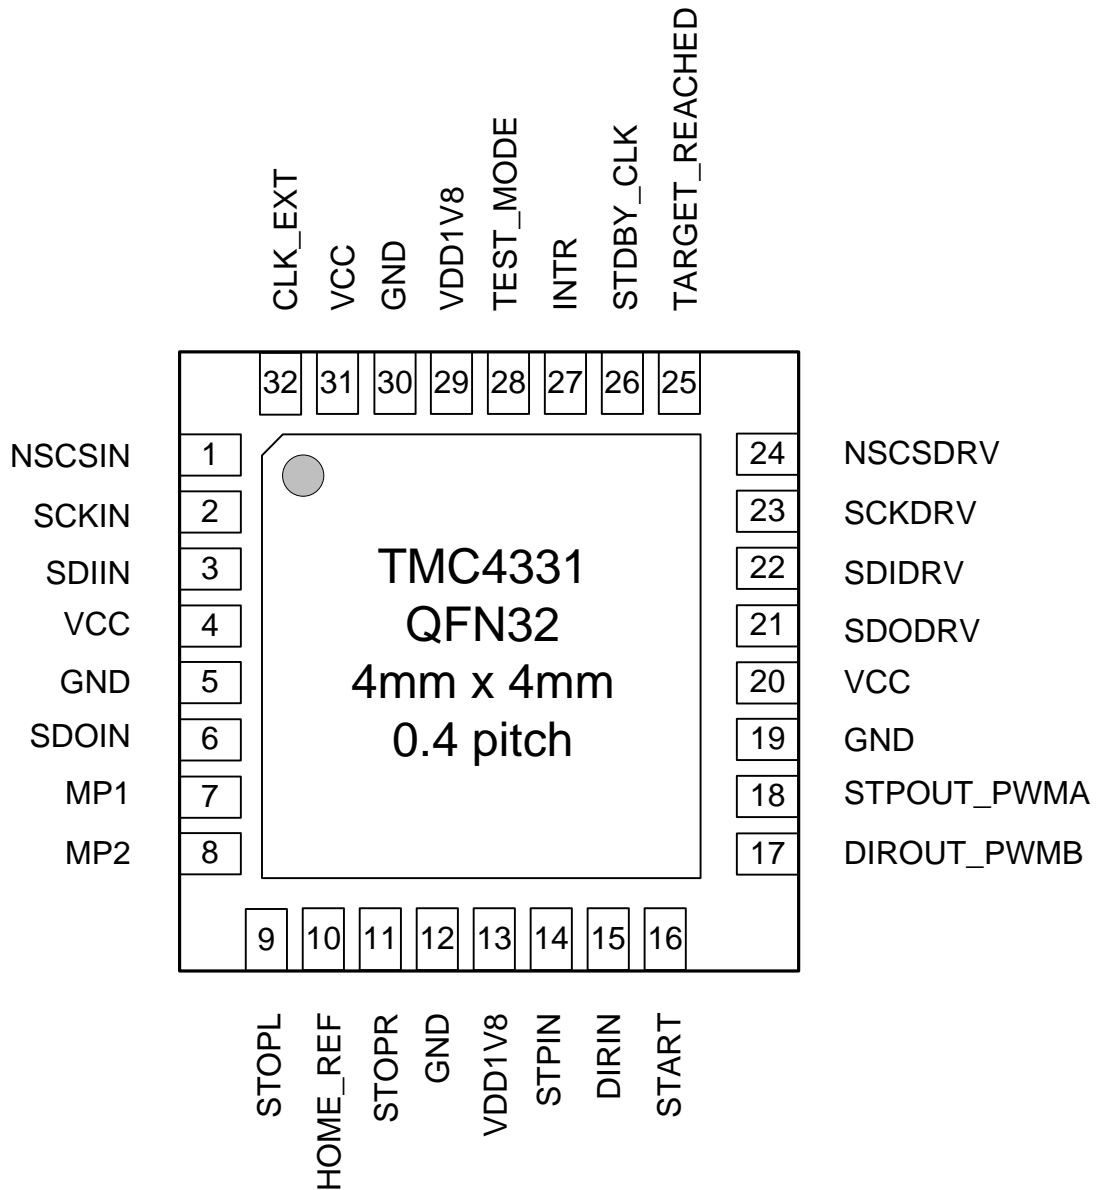 CLK_EXT
VCC
GND
VDD1V8
TEST_MODE
INTR
STDBY_CLK
TARGET_REACHED
32 31 30 29 28 27 26 25
NSCSIN 1
SCKIN 2
SDIIN 3
VCC 4
GND 5
SDOIN 6
MP1 7
MP2 8
TMC4331
QFN32
4mm x 4mm
0.4 pitch
24 NSCSDRV
23 SCKDRV
22 SDIDRV
21 SDODRV
20 VCC
19 GND
18 STPOUT_PWMA
17 DIROUT_PWMB
9 10 11 12 13 14 15 16
STOPL
HOME_REF
STOPR
GND
VDD1V8
STPIN
DIRIN
START